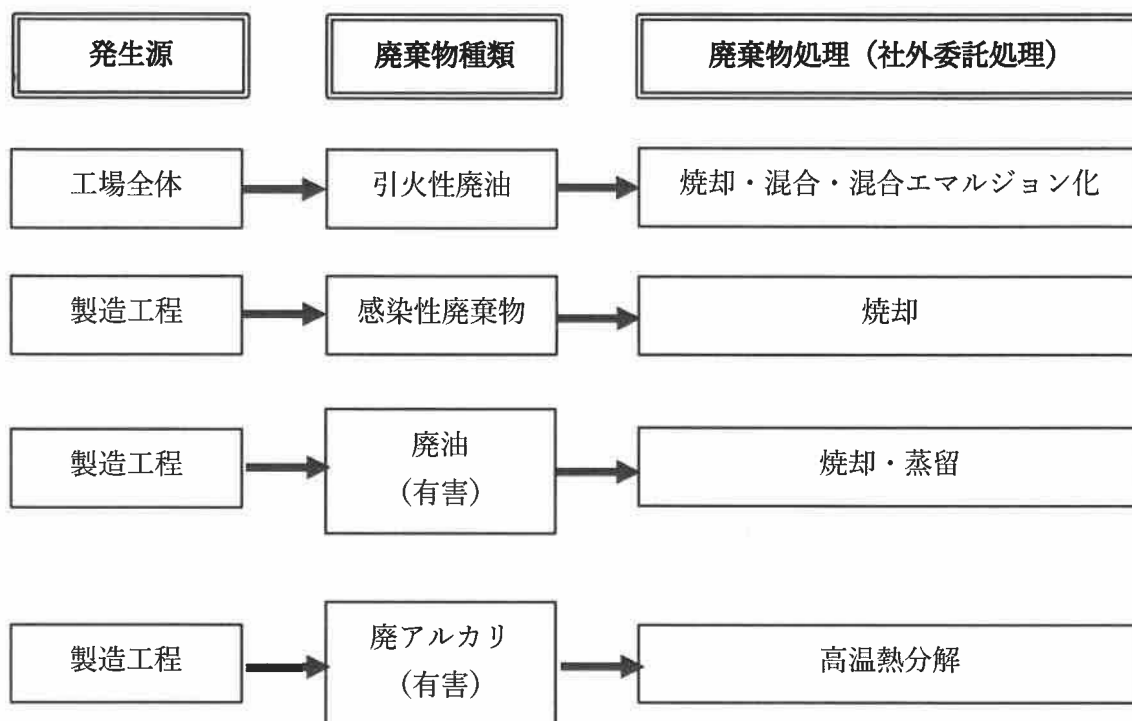 発生源
廃棄物種類
廃棄物処理（社外委託処理）
工場全体
引火性廃油
焼却・混合・混合エマルジョン化
製造工程
感染性廃棄物
焼却
製造工程
廃油
（有害）
焼却・蒸留
製造工程
廃アルカリ
（有害）
高温熱分解